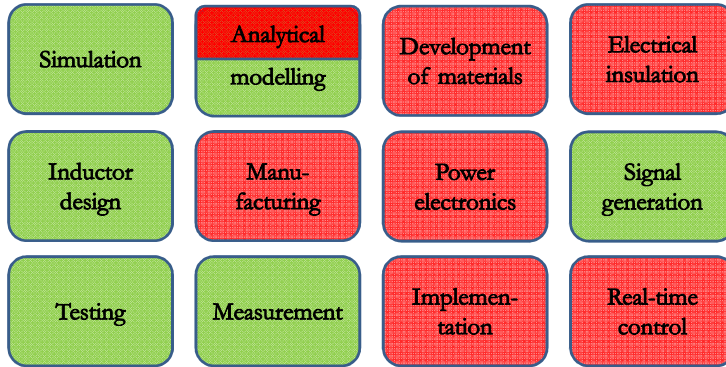 Simulation
Analytical
modelling
Development
of materials
Electrical
insulation
Inductor
design
Manu-
facturing
Power
electronics
Signal
generation
Testing
Measurement
Implemen-
tation
Real-time
control